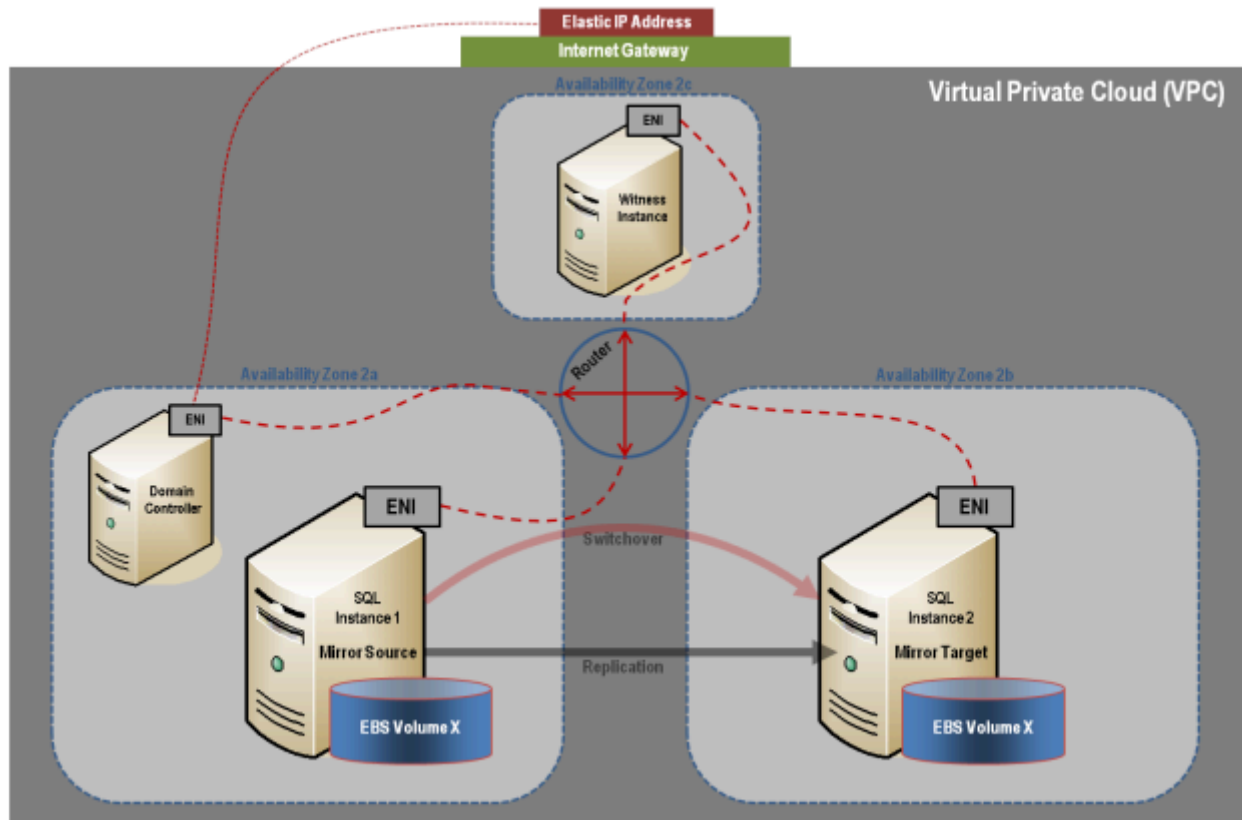 Elastic IP Address
Internet Gateway
Virtual Private Cloud (VPC)
Availability Zone 2c
ENI
Witness
Instance
Router
Availability Zone 2a
Availability Zone 2b
ENI
Domain
Controller
ENI
ENI
Switchover
SQL
Instance 1
Mirror Source
SQL
Instance 2
Mirror Target
Replication
EBS Volume X
EBS Volume X